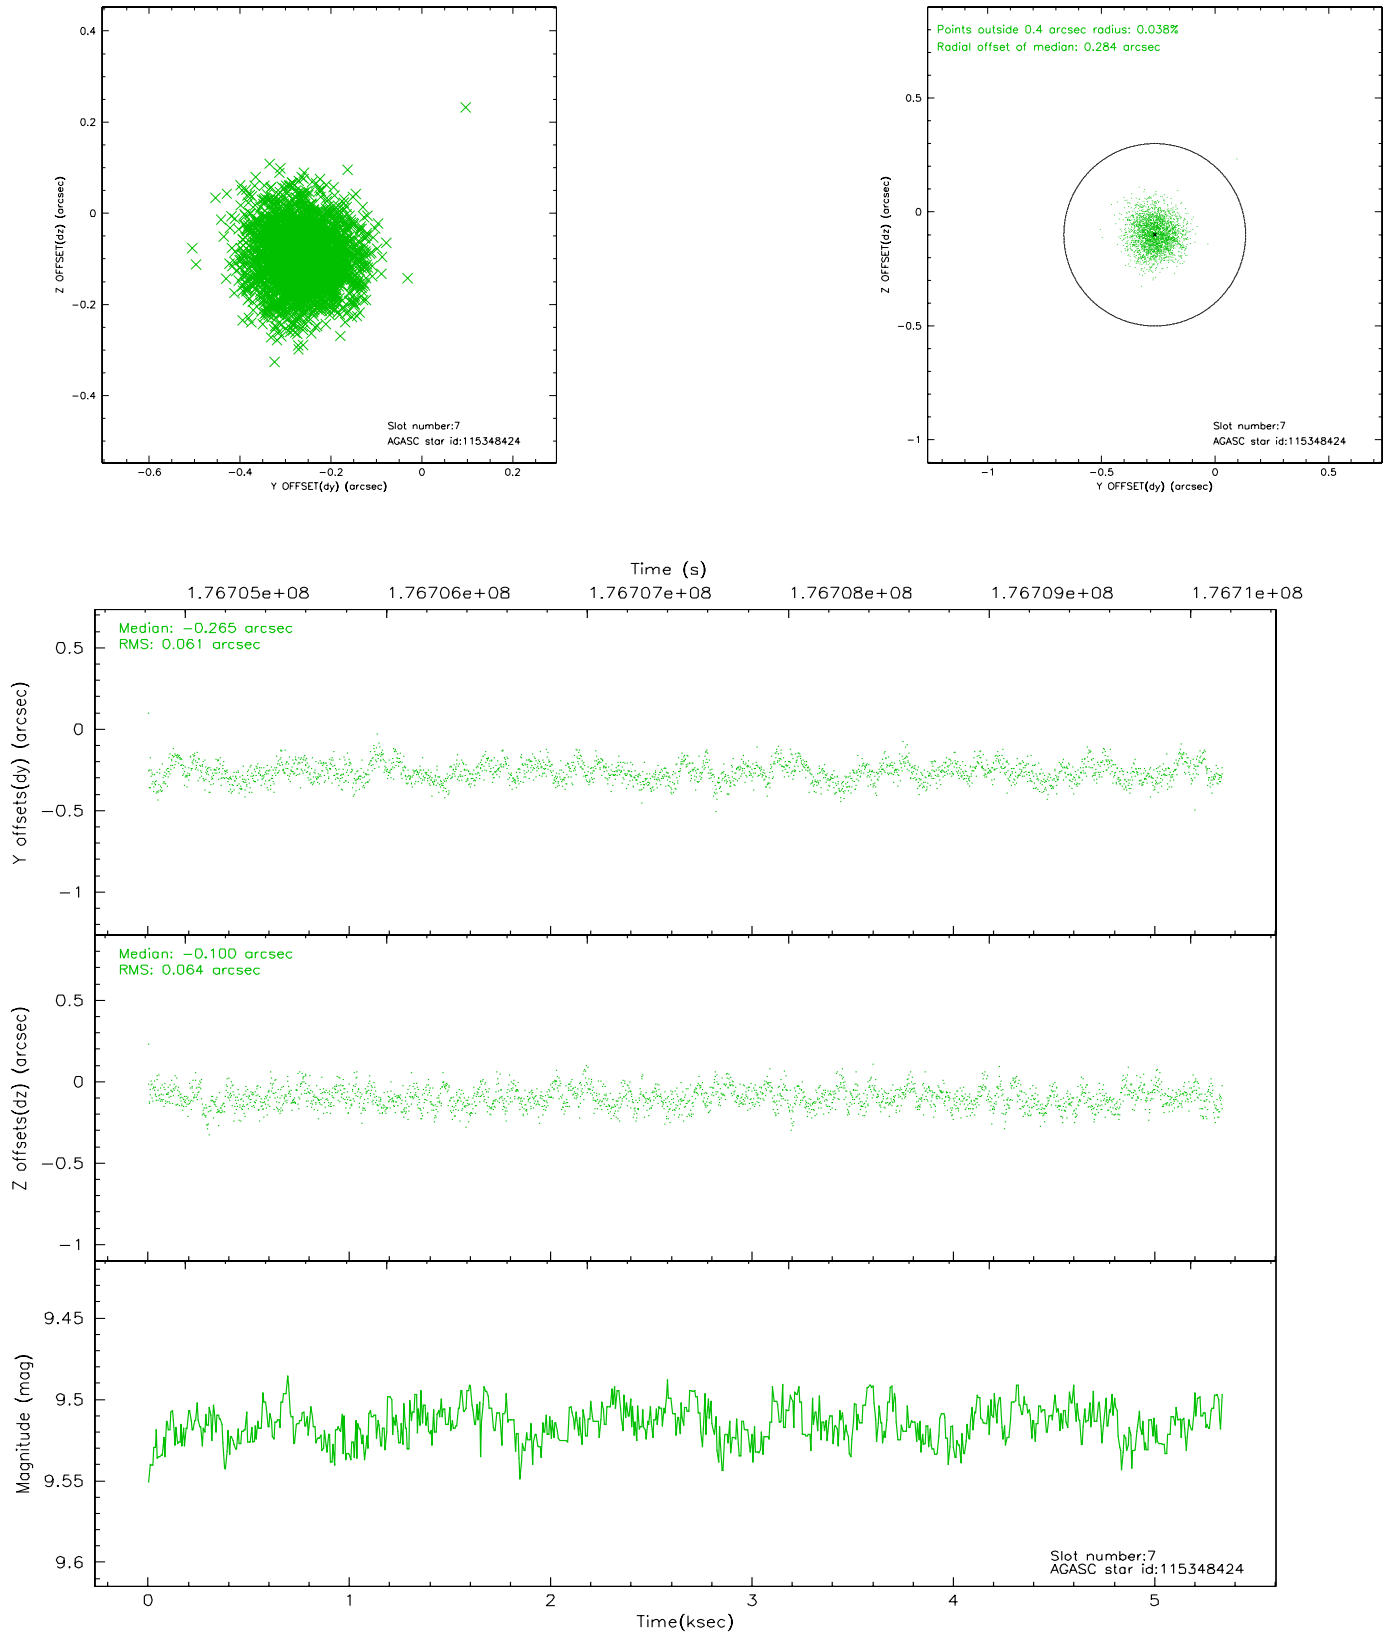 0.4
0.2
0
−0.2
−0.4
−0.6
−0.4
−0.2
0
0.2
Z OFFSET(dz) (arcsec)
Y OFFSET(dy) (arcsec)
Slot number:7
AGASC star id:115348424
Points outside 0.4 arcsec radius: 0.038%
Radial offset of median: 0.284 arcsec
0.5
0
−0.5
−1
−1
−0.5
0
0.5
Z OFFSET(dz) (arcsec)
Y OFFSET(dy) (arcsec)
Slot number:7
AGASC star id:115348424
Time (s)
1.76705e+08
1.76706e+08
1.76707e+08
1.76708e+08
1.76709e+08
1.7671e+08
Median: −0.265 arcsec
RMS: 0.061 arcsec
0.5
0
−0.5
−1
Y offsets(dy) (arcsec)
Median: −0.100 arcsec
RMS: 0.064 arcsec
0.5
0
−0.5
−1
Z offsets(dz) (arcsec)
9.45
9.5
9.55
9.6
Magnitude (mag)
Slot number:7
AGASC star id:115348424
0
1
2
3
4
5
Time(ksec)